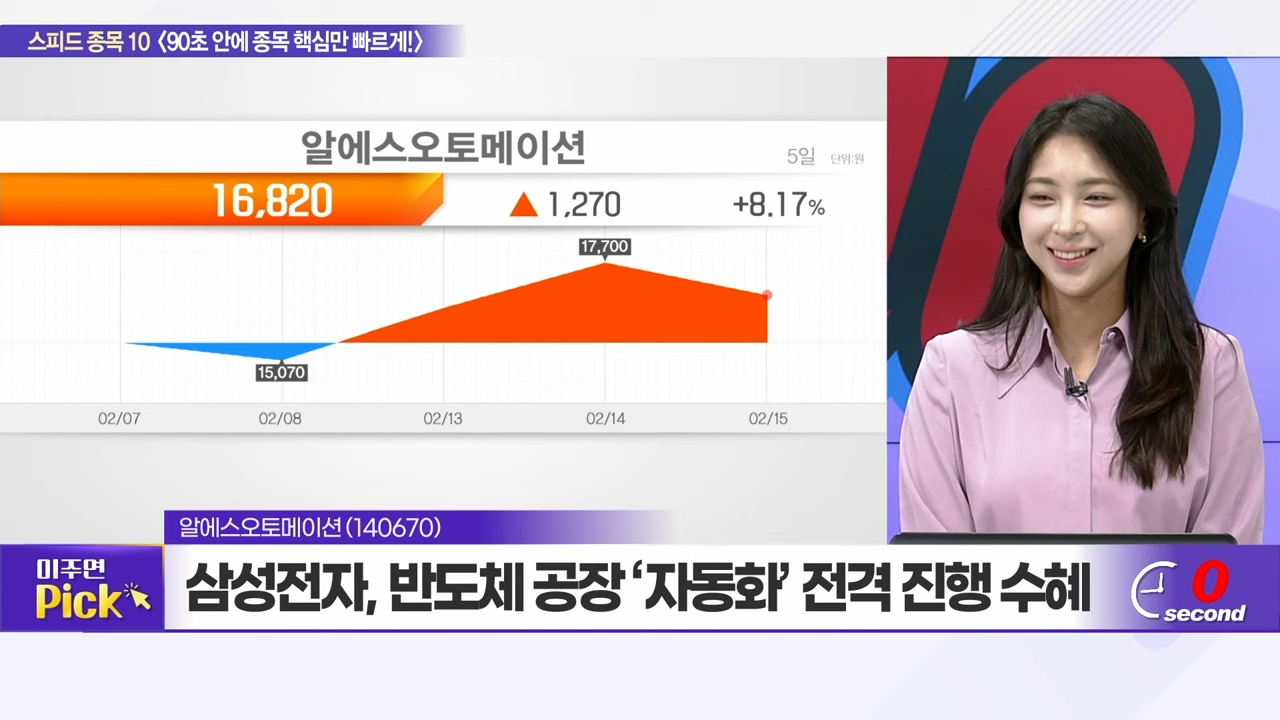 스피드 종목 10 <90초 안에 종목 핵심만 빠르게!>
알에스오토메이션
5일 단위:원
16,820 ▲ 1,270 +8.17%
17,700
15,070
02/07 02/08 02/13 02/14 02/15
알에스오토메이션(140670)
미주면
Pick
삼성전자, 반도체 공장 ‘자동화’ 전격 진행 수혜
0
second